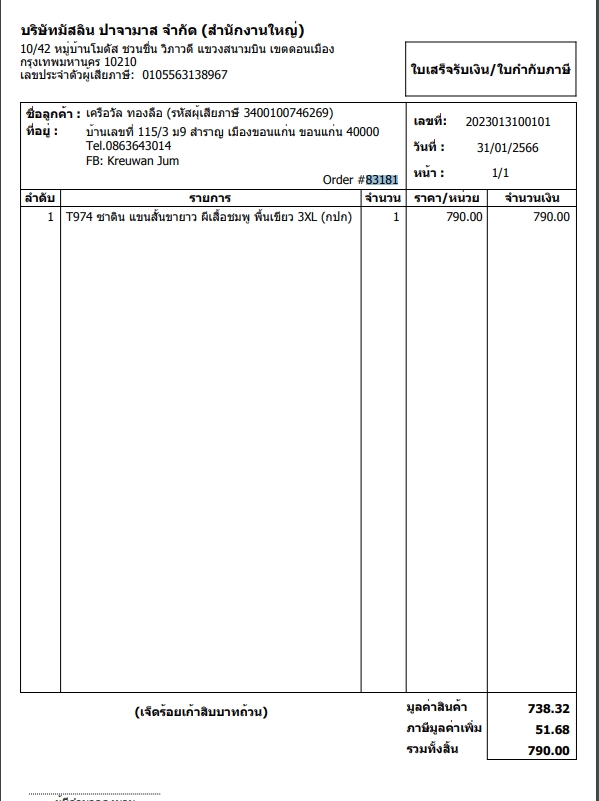 บริษัทมัสลิน ปาจามาส จำกัด (สำนักงานใหญ่)
10/42 หมู่บ้านโมดัส ชวนชื่น วิภาวดี แขวงสนามบิน เขตดอนเมือง
กรุงเทพมหานคร 10210
เลขประจำตัวผู้เสียภาษี: 0105563138967
ใบเสร็จรับเงิน/ใบกำกับภาษี
ชื่อลูกค้า : เครือวัล ทองลือ (รหัสผู้เสียภาษี 3400100746269)
ที่อยู่ : บ้านเลขที่ 115/3 ม9 สำราญ เมืองขอนแก่น ขอนแก่น 40000
Tel.0863643014
FB: Kreuwan Jum
Order #83181
เลขที่: 2023013100101
วันที่ : 31/01/2566
หน้า : 1/1
ลำดับ รายการ จำนวน ราคา/หน่วย จำนวนเงิน
1 T974 ซาติน แขนสั้นขายาว ผีเสื้อชมพู พื้นเขียว 3XL (กปก) 1 790.00 790.00
(เจ็ดร้อยเก้าสิบบาทถ้วน)
มูลค่าสินค้า 738.32
ภาษีมูลค่าเพิ่ม 51.68
รวมทั้งสิ้น 790.00